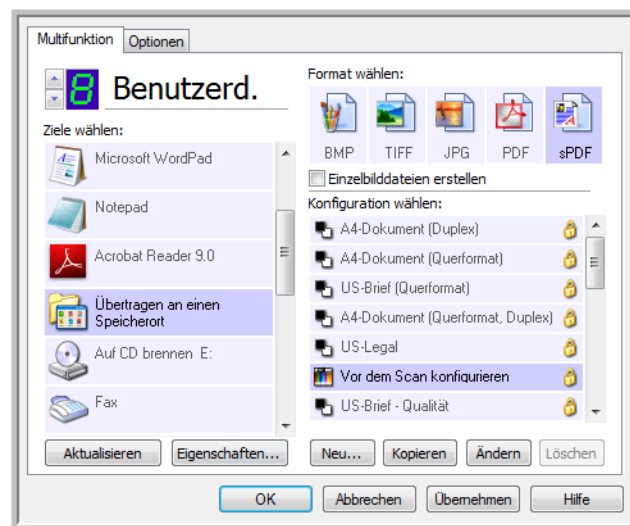 Multifunktion
Optionen
8
Benutzerd.
Ziele wählen:
Microsoft WordPad
Notepad
Acrobat Reader 9.0
Übertragen an einen
Speicherort
Auf CD brennen E:
Fax
Aktualisieren
Eigenschaften...
Format wählen:
BMP
TIFF
JPG
PDF
sPDF
Einzelbilddateien erstellen
Konfiguration wählen:
A4-Dokument (Duplex)
A4-Dokument (Querformat)
US-Brief (Querformat)
A4-Dokument (Querformat, Duplex)
US-Legal
Vor dem Scan konfigurieren
US-Brief - Qualität
Neu...
Kopieren
Ändern
Löschen
OK
Abbrechen
Übernehmen
Hilfe